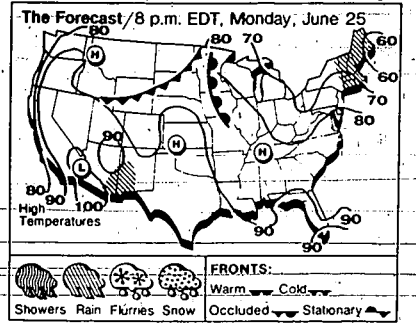 The Forecast/8 p.m. EDT, Monday, June 25
80
80
70
60
60
70
80
H
90
H
H
L
80
90
100
90
90
90
High
Temperatures
Showers Rain Flurries Snow
FRONTS:
Warm Cold
Occluded Stationary